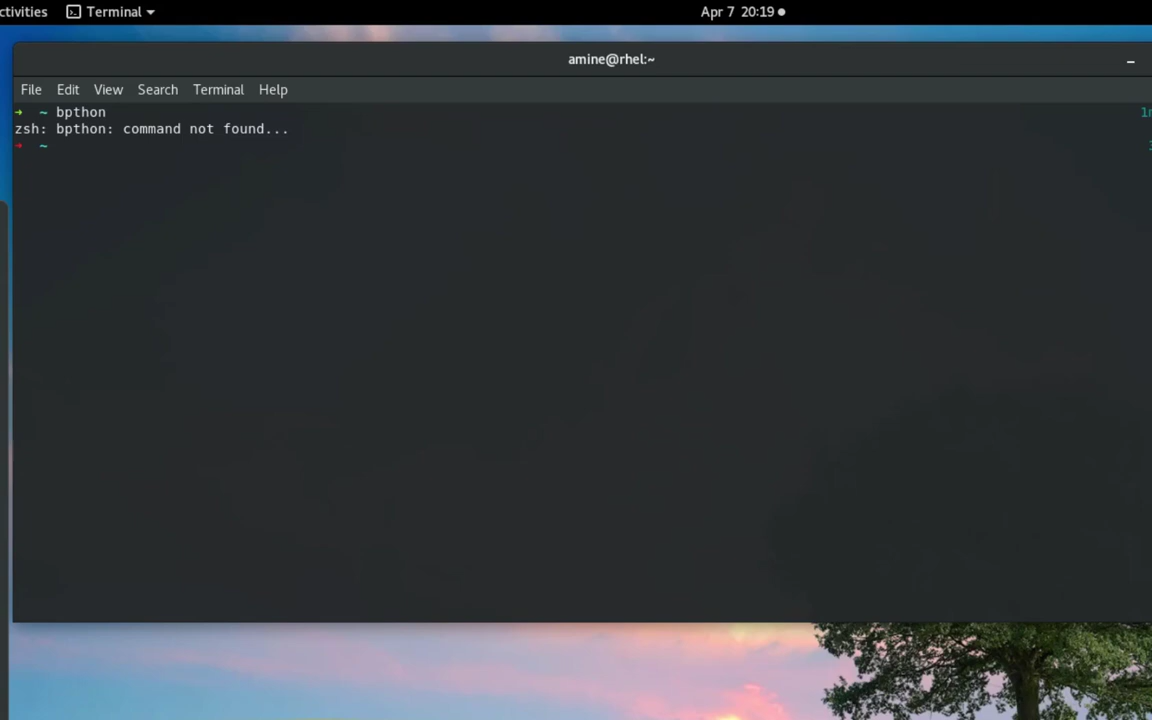 ctivities Terminal Apr 7 20:19
amine@rhel:~
File Edit View Search Terminal Help
➜ ~ bpthon
zsh: bpthon: command not found...
➜ ~